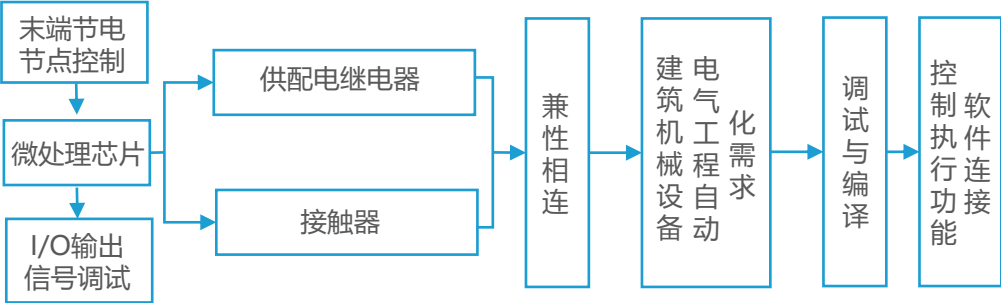 末端节电
节点控制
微处理芯片
I/O输出
信号调试
供配电继电器
接触器
兼性相连
建筑机械设备
电气工程自动
化需求
调试与编译
控制执行功能
软件连接